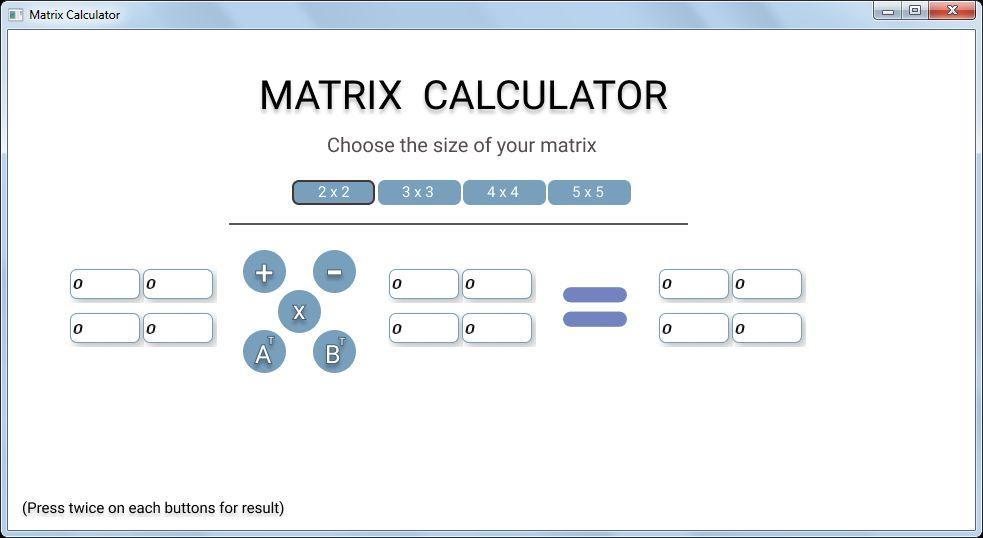 Matrix Calculator
MATRIX CALCULATOR
Choose the size of your matrix
2 x 2 3 x 3 4 x 4 5 x 5
+ -
0 0 0 0 0 0
x
0 0 0 0 0 0
A T B T
(Press twice on each buttons for result)